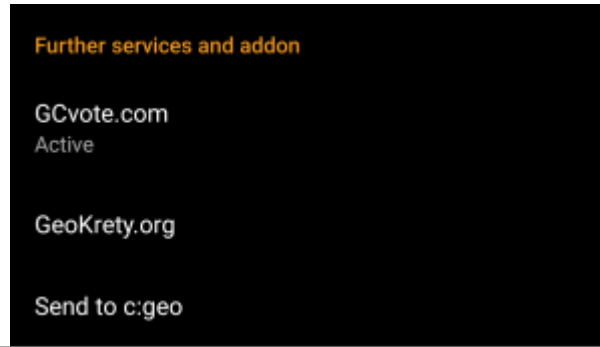 Further services and addon
GCvote.com
Active
GeoKrety.org
Send to c:geo